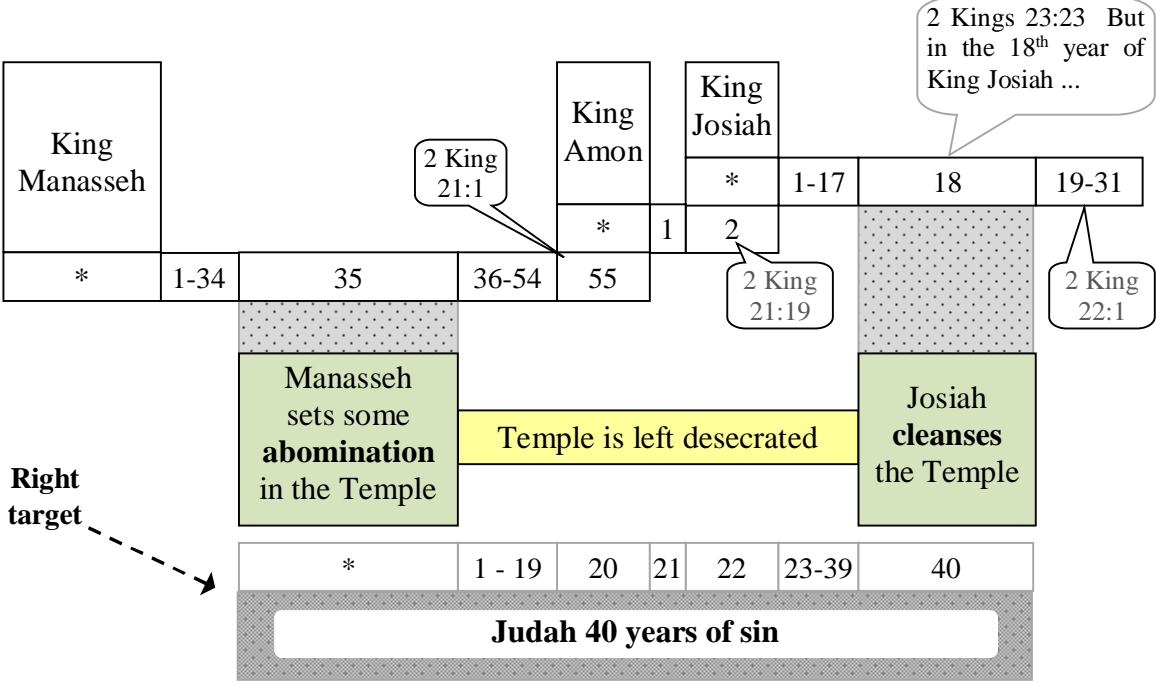 2 Kings 23:23 But
in the 18th year of
King Josiah ...
King
Manasseh
King
Amon
King
Josiah
2 King
21:1
* 1-17 18 19-31
* 1 2
* 1-34 35 36-54 55
2 King
21:19
2 King
22:1
Manasseh
sets some
abomination
in the Temple
Temple is left desecrated
Josiah
cleanses
the Temple
Right
target
* 1 - 19 20 21 22 23-39 40
Judah 40 years of sin